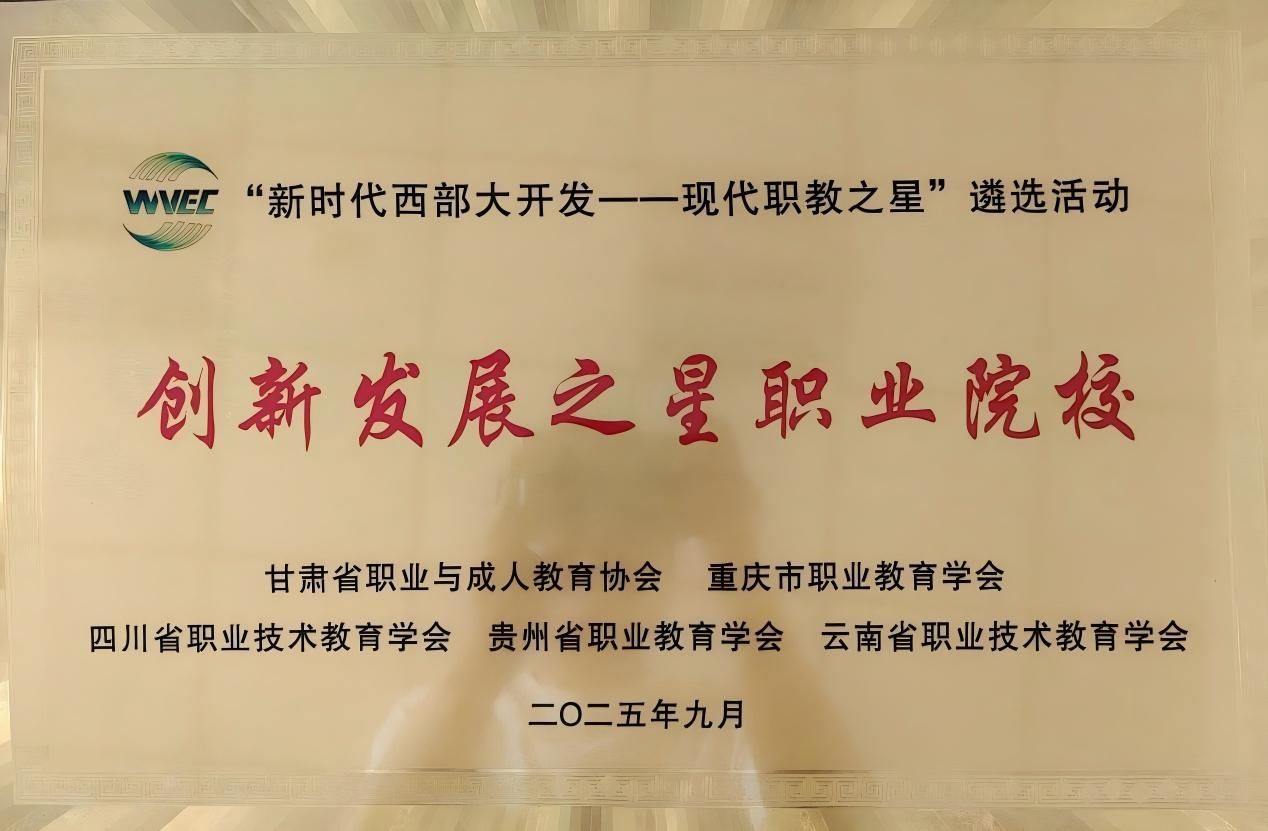 WVEC “新时代西部大开发——现代职教之星”遴选活动
创新发展之星职业院校
甘肃省职业与成人教育协会 重庆市职业教育学会
四川省职业技术教育学会 贵州省职业教育学会 云南省职业技术教育学会
二〇二五年九月